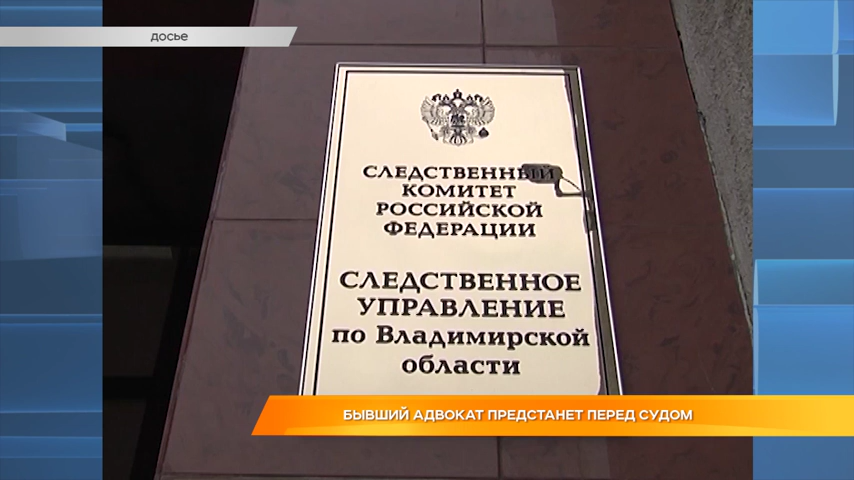 досье
СЛЕДСТВЕННЫЙ
КОМИТЕТ
РОССИЙСКОЙ
ФЕДЕРАЦИИ
СЛЕДСТВЕННОЕ
УПРАВЛЕНИЕ
по Владимирской
области
БЫВШИЙ АДВОКАТ ПРЕДСТАНЕТ ПЕРЕД СУДОМ